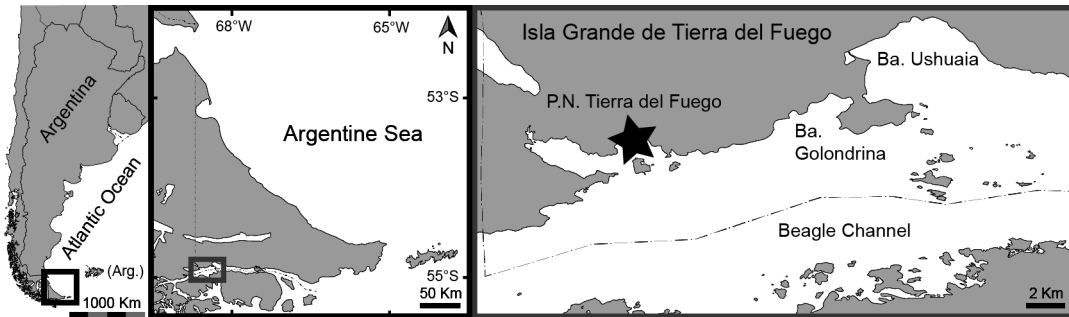 Argentina
Atlantic Ocean
(Arg.)
1000 Km
68°W
65°W
N
53°S
Argentine Sea
55°S
50 Km
Isla Grande de Tierra del Fuego
Ba. Ushuaia
P.N. Tierra del Fuego
Ba.
Golondrina
Beagle Channel
2 Km